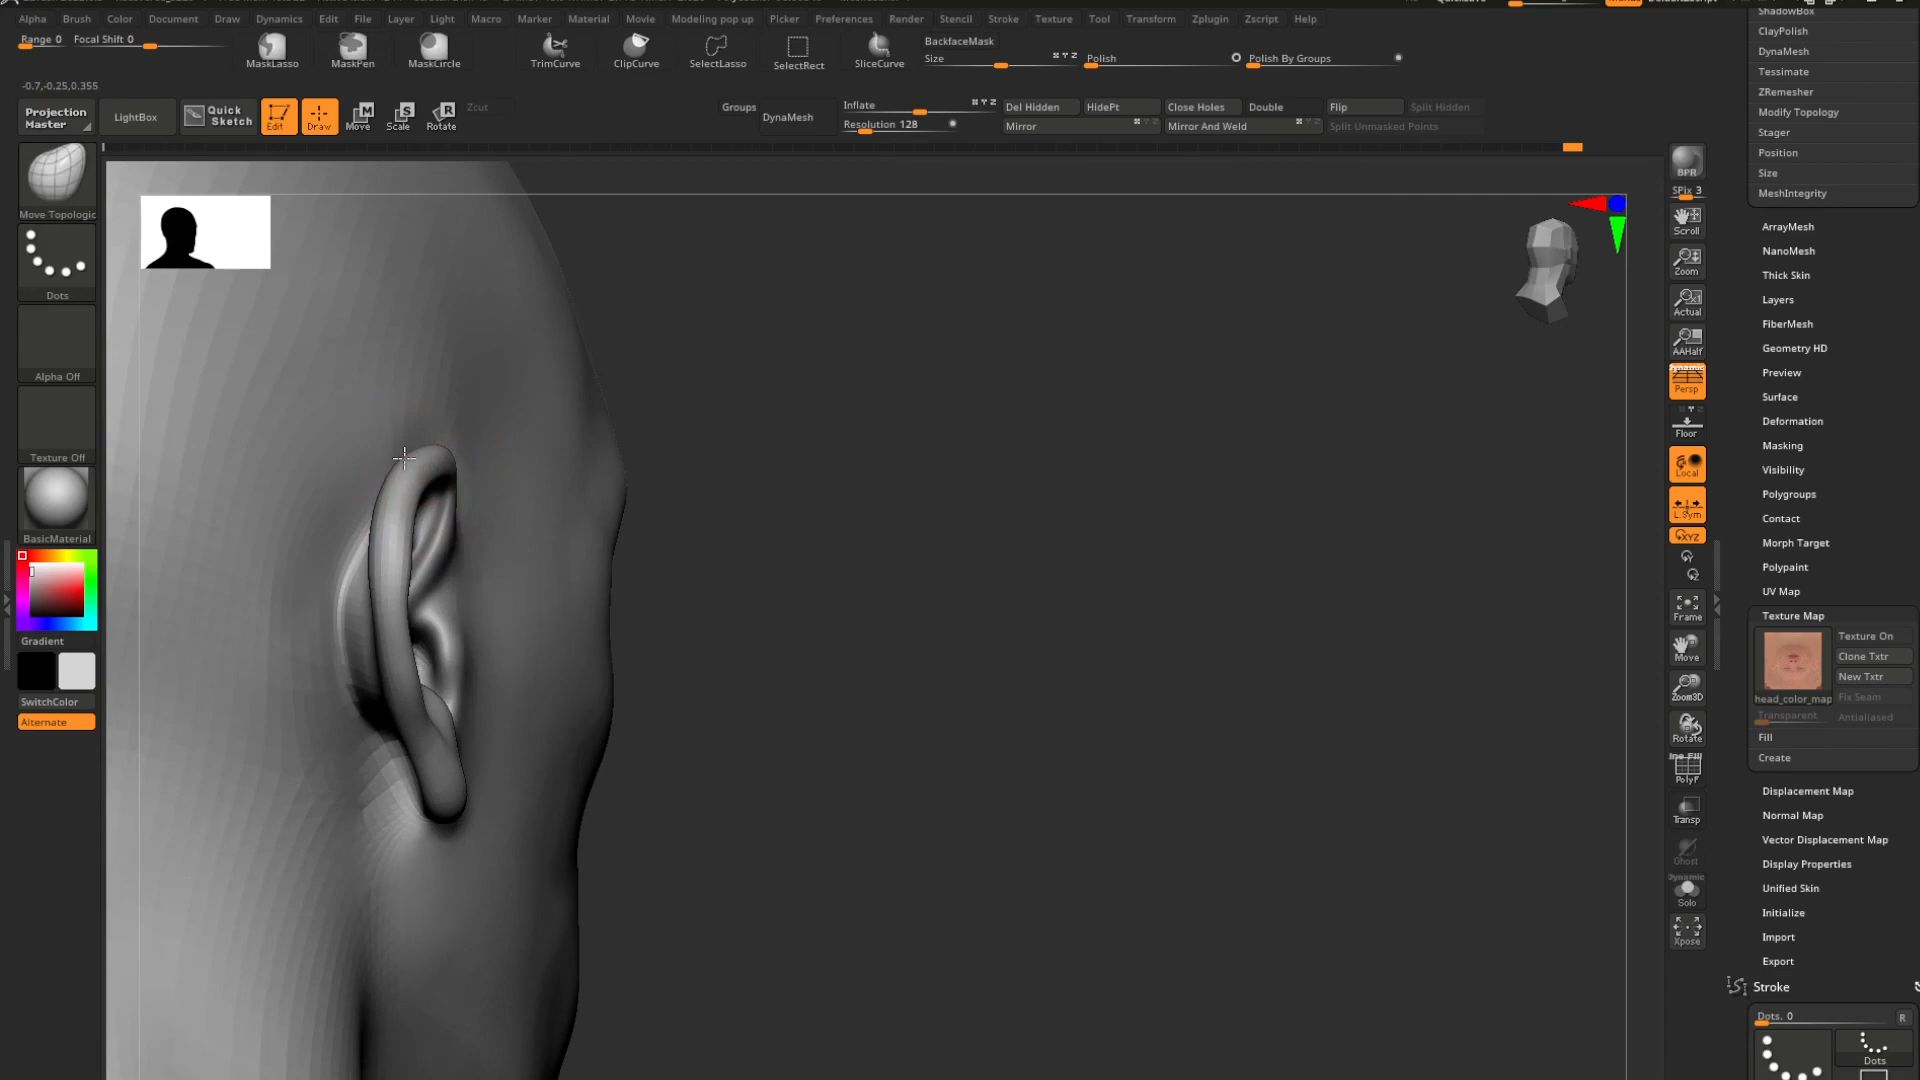 Alpha Brush Color Document Draw Dynamics Edit File Layer Light Macro Marker Material Movie Modeling pop up Picker Preferences Render Stencil Stroke Texture Tool Transform Zplugin Zscript Help
Range 0 Focal Shift 0
MaskLasso MaskPen MaskCircle TrimCurve ClipCurve SelectLasso SelectRect SliceCurve
BackfaceMask
Size Polish Polish By Groups
-0.7,-0.25,0.355
Projection Master
LightBox
Quick Sketch
Edit Draw Move Scale Rotate
Zcut
Groups DynaMesh
Inflate
Resolution 128
Del Hidden HidePt Close Holes Double Flip Split Hidden
Mirror Mirror And Weld Split Unmasked Points
Move Topologic
Dots
Alpha Off
Texture Off
BasicMaterial
Gradient
SwitchColor
Alternate
BPR
SPix 3
Scroll
Zoom
Actual
AAHalf
Dynamic
Persp
Floor
Local
L.Sym
XYZ
Frame
Move
Zoom3D
Rotate
Line Fill
PolyF
Transp
Ghost
Dynamic
Solo
Xpose
ShadowBox
ClayPolish
DynaMesh
Tessimate
ZRemesher
Modify Topology
Stager
Position
Size
MeshIntegrity
ArrayMesh
NanoMesh
Thick Skin
Layers
FiberMesh
Geometry HD
Preview
Surface
Deformation
Masking
Visibility
Polygroups
Contact
Morph Target
Polypaint
UV Map
Texture Map
Texture On
Clone Txtr
New Txtr
head_color_map
Fix Seam
Transparent Antialiased
Fill
Create
Displacement Map
Normal Map
Vector Displacement Map
Display Properties
Unified Skin
Initialize
Import
Export
Stroke
Dots. 0 R
Dots